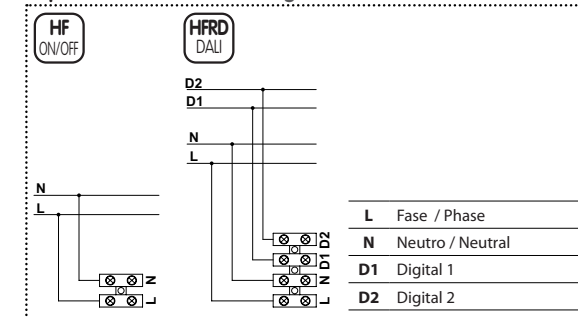 HF
ON/OFF
HFRD
DALI
D2
D1
N
L
N
L
D2
D1
N
L
N
L
L Fase / Phase
N Neutro / Neutral
D1 Digital 1
D2 Digital 2